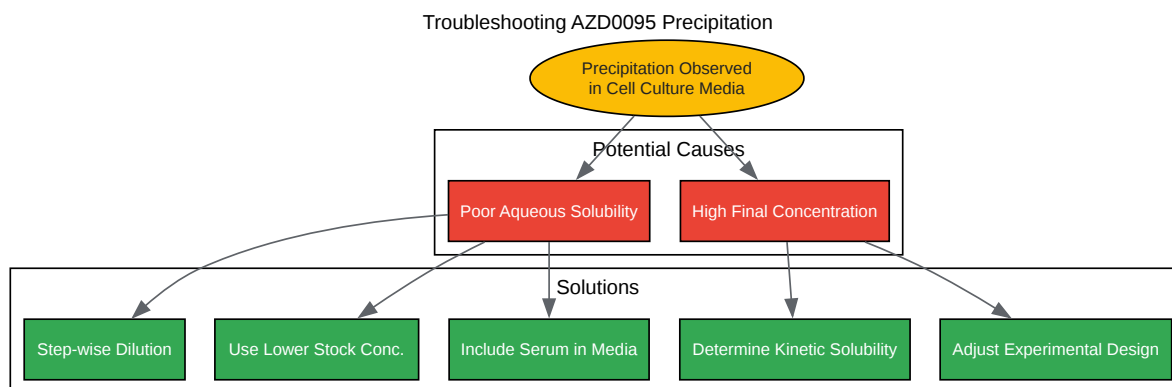 Troubleshooting AZD0095 Precipitation
Precipitation Observed
in Cell Culture Media
Potential Causes
Poor Aqueous Solubility
High Final Concentration
Solutions
Step-wise Dilution
Use Lower Stock Conc.
Include Serum in Media
Determine Kinetic Solubility
Adjust Experimental Design